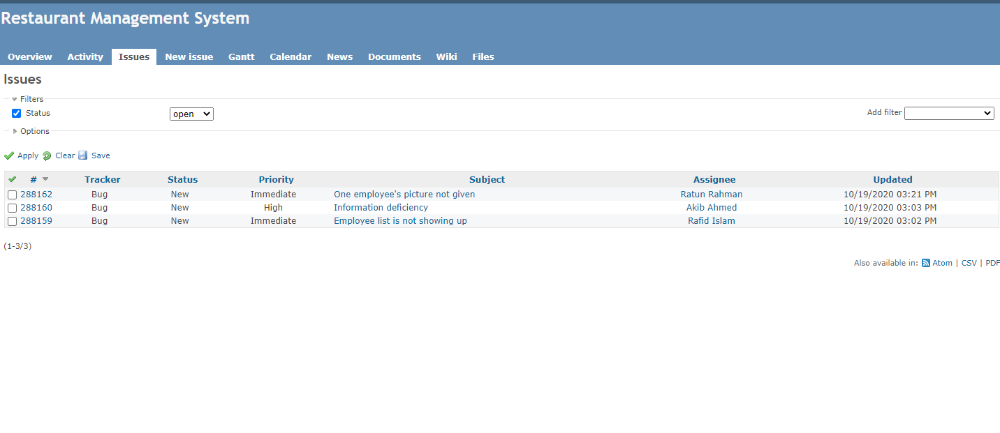 Restaurant Management System
Overview Activity Issues New issue Gantt Calendar News Documents Wiki Files
Issues
Filters
Status open Add filter
Options
Apply Clear Save
# Tracker Status Priority Subject Assignee Updated
288162 Bug New Immediate One employee's picture not given Ratun Rahman 10/19/2020 03:21 PM
288160 Bug New High Information deficiency Akib Ahmed 10/19/2020 03:03 PM
288159 Bug New Immediate Employee list is not showing up Rafid Islam 10/19/2020 03:02 PM
(1-3/3)
Also available in: Atom | CSV | PDF